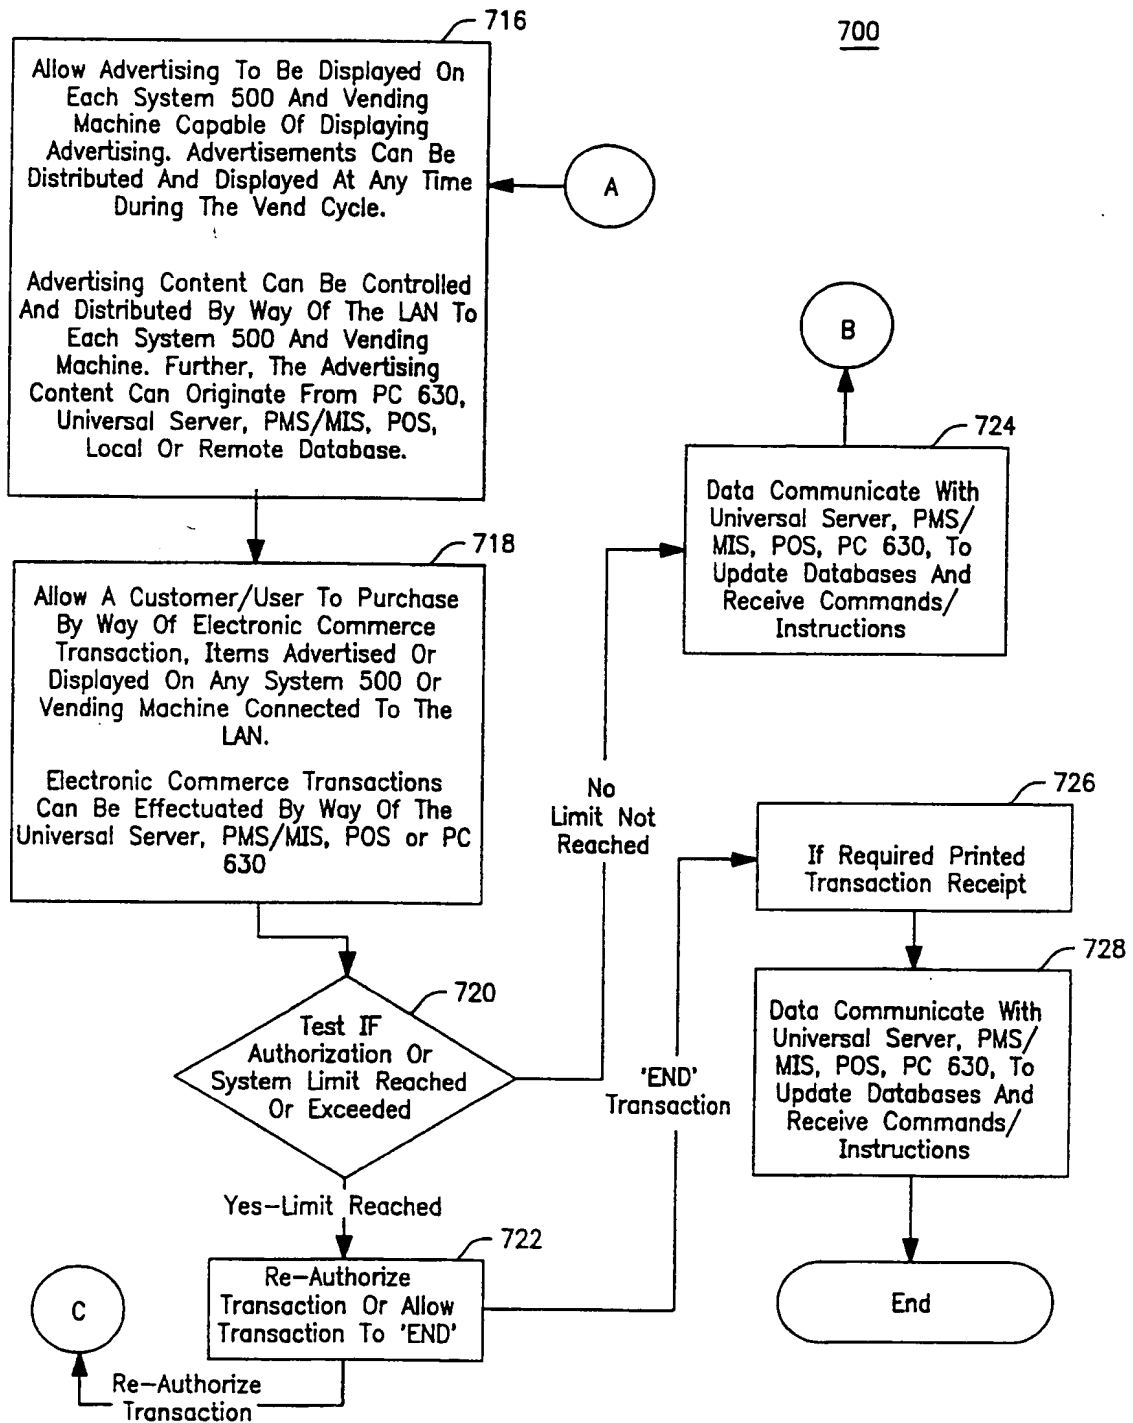 716
700
Allow Advertising To Be Displayed On
Each System 500 And Vending
Machine Capable Of Displaying
Advertising. Advertisements Can Be
Distributed And Displayed At Any Time
During The Vend Cycle.
Advertising Content Can Be Controlled
And Distributed By Way Of The LAN To
Each System 500 And Vending
Machine. Further, The Advertising
Content Can Originate From PC 630,
Universal Server, PMS/MIS, POS,
Local Or Remote Database.
A
B
724
Data Communicate With
Universal Server, PMS/
MIS, POS, PC 630, To
Update Databases And
Receive Commands/
Instructions
718
Allow A Customer/User To Purchase
By Way Of Electronic Commerce
Transaction, Items Advertised Or
Displayed On Any System 500 Or
Vending Machine Connected To The
LAN.
Electronic Commerce Transactions
Can Be Effectuated By Way Of The
Universal Server, PMS/MIS, POS or PC
630
No
Limit Not
Reached
726
If Required Printed
Transaction Receipt
720
Test IF
Authorization Or
System Limit Reached
Or Exceeded
'END'
Transaction
728
Data Communicate With
Universal Server, PMS/
MIS, POS, PC 630, To
Update Databases And
Receive Commands/
Instructions
Yes-Limit Reached
722
Re-Authorize
Transaction Or Allow
Transaction To 'END'
C
Re-Authorize
Transaction
End